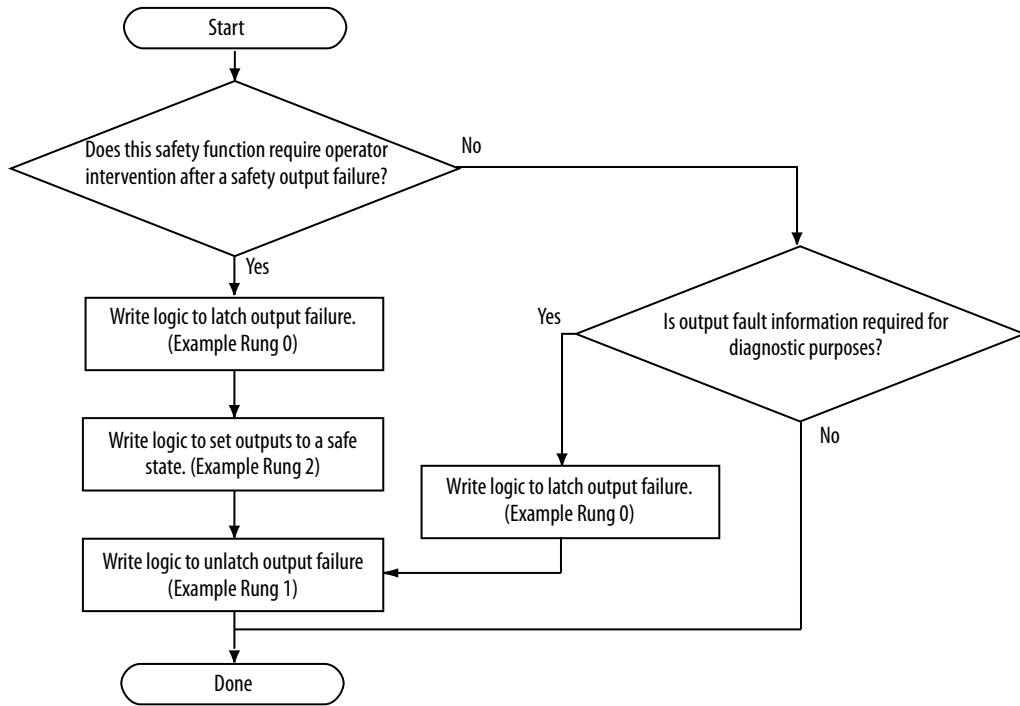 Start
Does this safety function require operator
intervention after a safety output failure?
No
Yes
Write logic to latch output failure.
(Example Rung 0)
Yes
Is output fault information required for
diagnostic purposes?
No
Write logic to set outputs to a safe
state. (Example Rung 2)
Write logic to latch output failure.
(Example Rung 0)
Write logic to unlatch output failure
(Example Rung 1)
Done